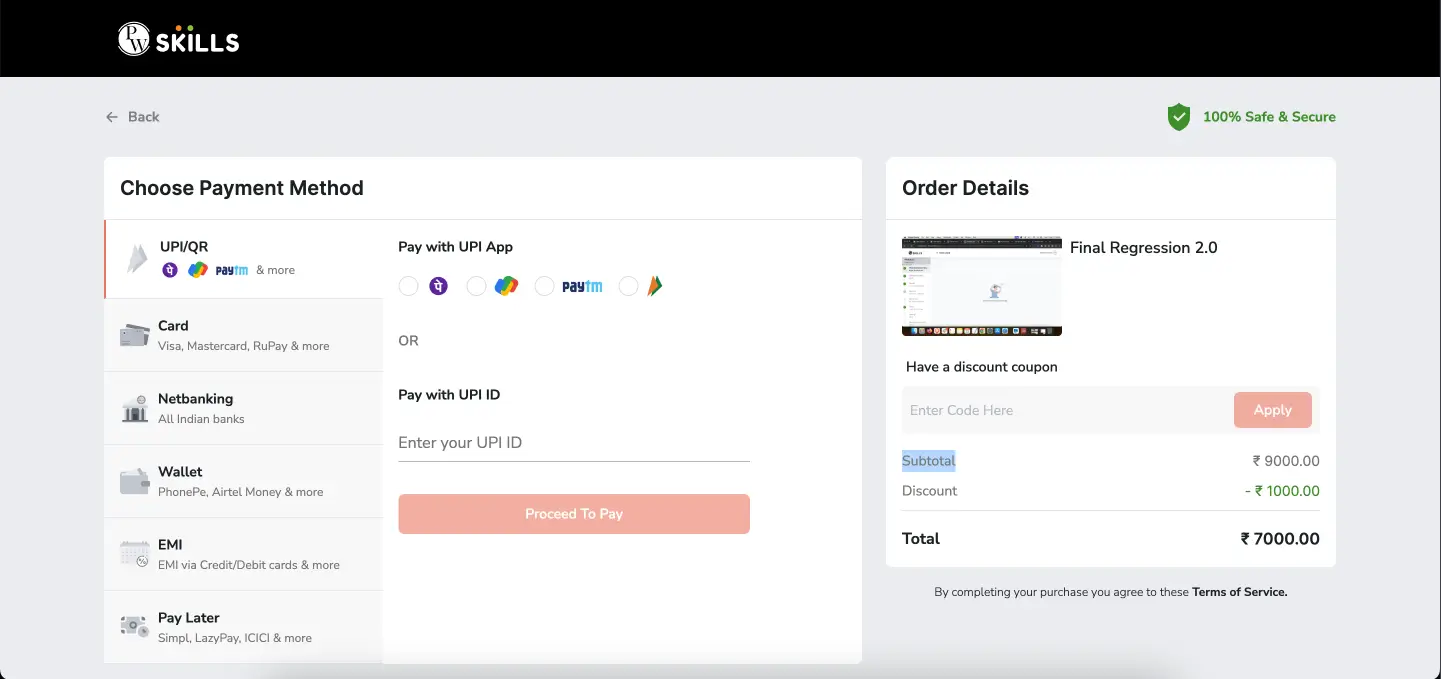 PW SKILLS
Back
100% Safe & Secure
Choose Payment Method
UPI/QR
पे paytm & more
Card
Visa, Mastercard, RuPay & more
Netbanking
All Indian banks
Wallet
PhonePe, Airtel Money & more
EMI
EMI via Credit/Debit cards & more
Pay Later
Simpl, LazyPay, ICICI & more
Pay with UPI App
पे paytm
OR
Pay with UPI ID
Enter your UPI ID
Proceed To Pay
Order Details
Final Regression 2.0
Have a discount coupon
Enter Code Here
Apply
Subtotal ₹ 9000.00
Discount - ₹ 1000.00
Total ₹ 7000.00
By completing your purchase you agree to these Terms of Service.